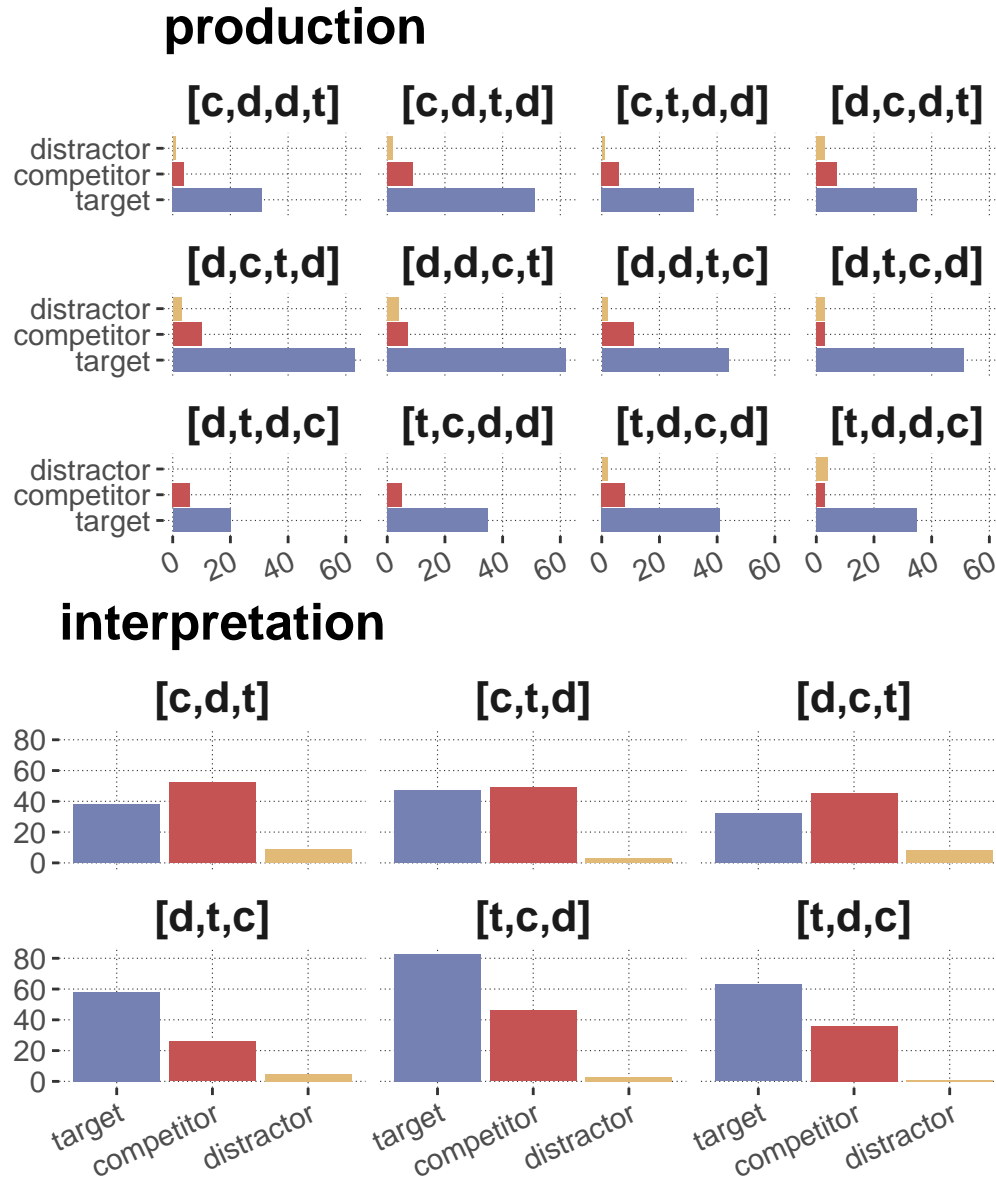 production
[c,d,d,t] [c,d,t,d] [c,t,d,d] [d,c,d,t]
distractor
competitor
target
[d,c,t,d] [d,d,c,t] [d,d,t,c] [d,t,c,d]
distractor
competitor
target
[d,t,d,c] [t,c,d,d] [t,d,c,d] [t,d,d,c]
distractor
competitor
target
0 20 40 60 0 20 40 60 0 20 40 60 0 20 40 60
interpretation
[c,d,t] [c,t,d] [d,c,t]
80
60
40
20
0
[d,t,c] [t,c,d] [t,d,c]
80
60
40
20
0
target competitor distractor target competitor distractor target competitor distractor